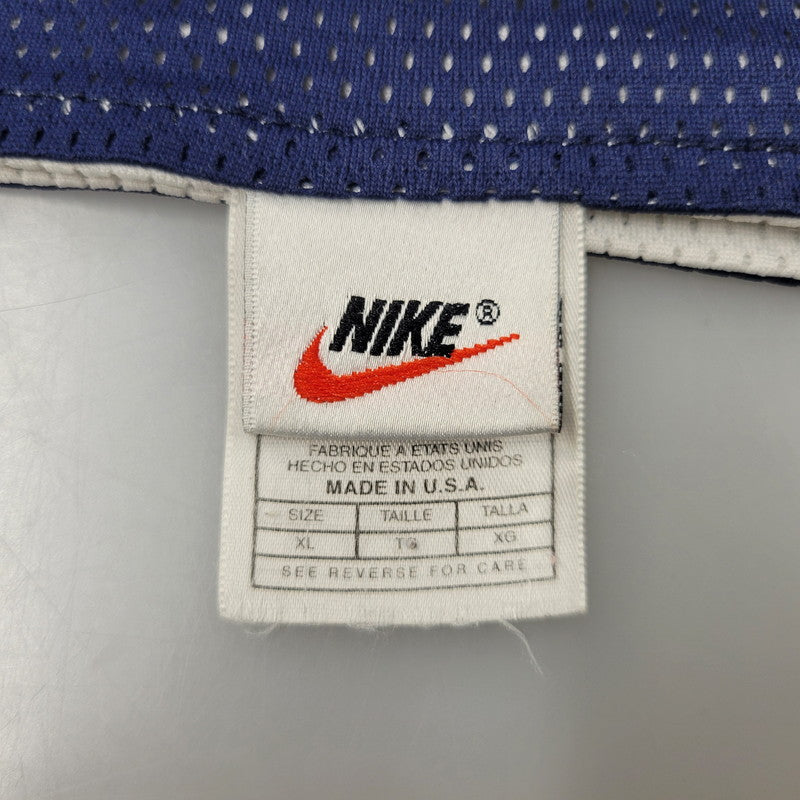 NIKE®
FABRIQUE A ETATS UNIS
HECHO EN ESTADOS UNIDOS
MADE IN U.S.A.
SIZE TAILLE TALLA
XL TG XG
SEE REVERSE FOR CARE